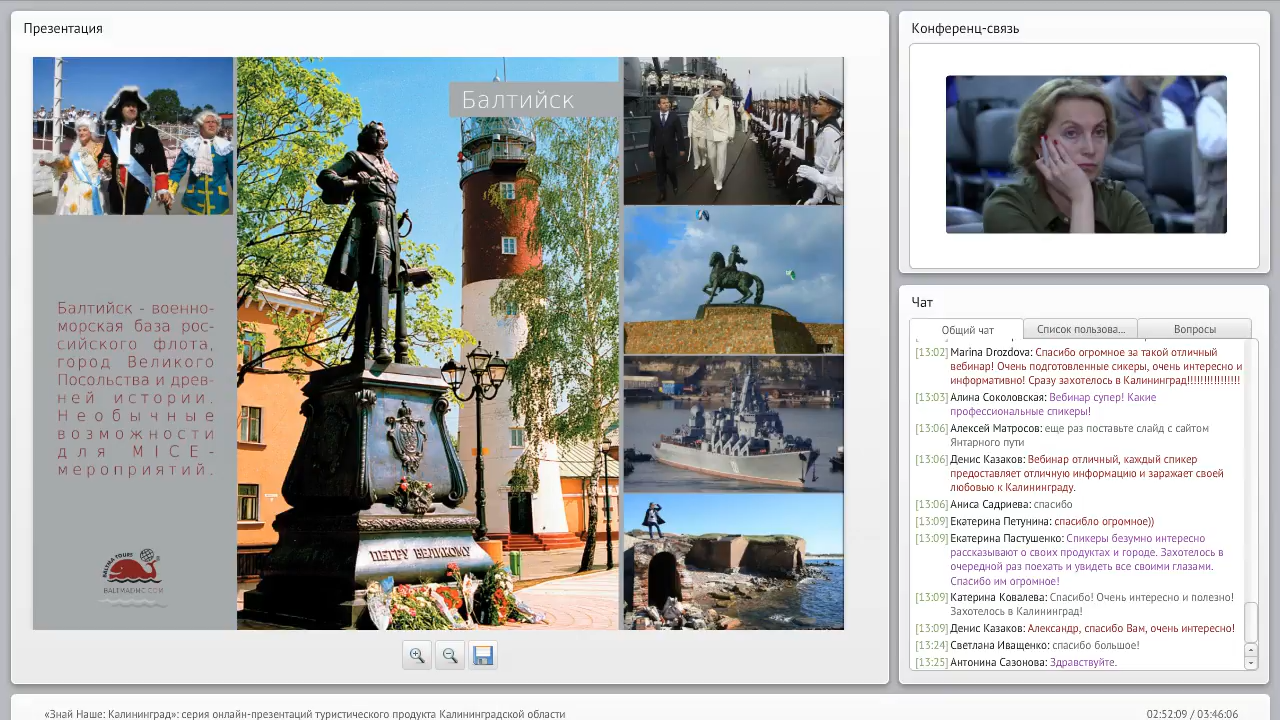 Презентация
Балтийск
Балтийск - военно-
морская база рос-
сийского флота,
город Великого
Посольства и древ-
ней истории.
Необычные
возможности
для MICE-
мероприятий.
BALTMADINC.COM
ПЕТРУ ВЕЛИКОМУ
Конференц-связь
Чат
Общий чат
Список пользова...
Вопросы
[13:02] Marina Drozdova: Спасибо огромное за такой отличный
вебинар! Очень подготовленные сикеры, очень интересно и
информативно! Сразу захотелось в Калининград!!!!!!!!!!!!!!!
[13:03] Алина Соколовская: Вебинар супер! Какие
профессиональные спикеры!
[13:06] Алексей Матросов: еще раз поставьте слайд с сайтом
Янтарного пути
[13:06] Денис Казаков: Вебинар отличный, каждый спикер
предоставляет отличную информацию и заражает своей
любовью к Калининграду.
[13:06] Аниса Садриева: спасибо
[13:09] Екатерина Петунина: спасибло огромное))
[13:09] Екатерина Пастушенко: Спикеры безумно интересно
рассказывают о своих продуктах и городе. Захотелось в
очередной раз поехать и увидеть все своими глазами.
Спасибо им огромное!
[13:09] Катерина Ковалева: Спасибо! Очень интересно и полезно!
Захотелось в Калининград!
[13:09] Денис Казаков: Александр, спасибо Вам, очень интересно!
[13:24] Светлана Иващенко: спасибо большое!
[13:25] Антонина Сазонова: Здравствуйте.
«Знай Наше: Калининград»: серия онлайн-презентаций туристического продукта Калининградской области
02:52:09 / 03:46:06